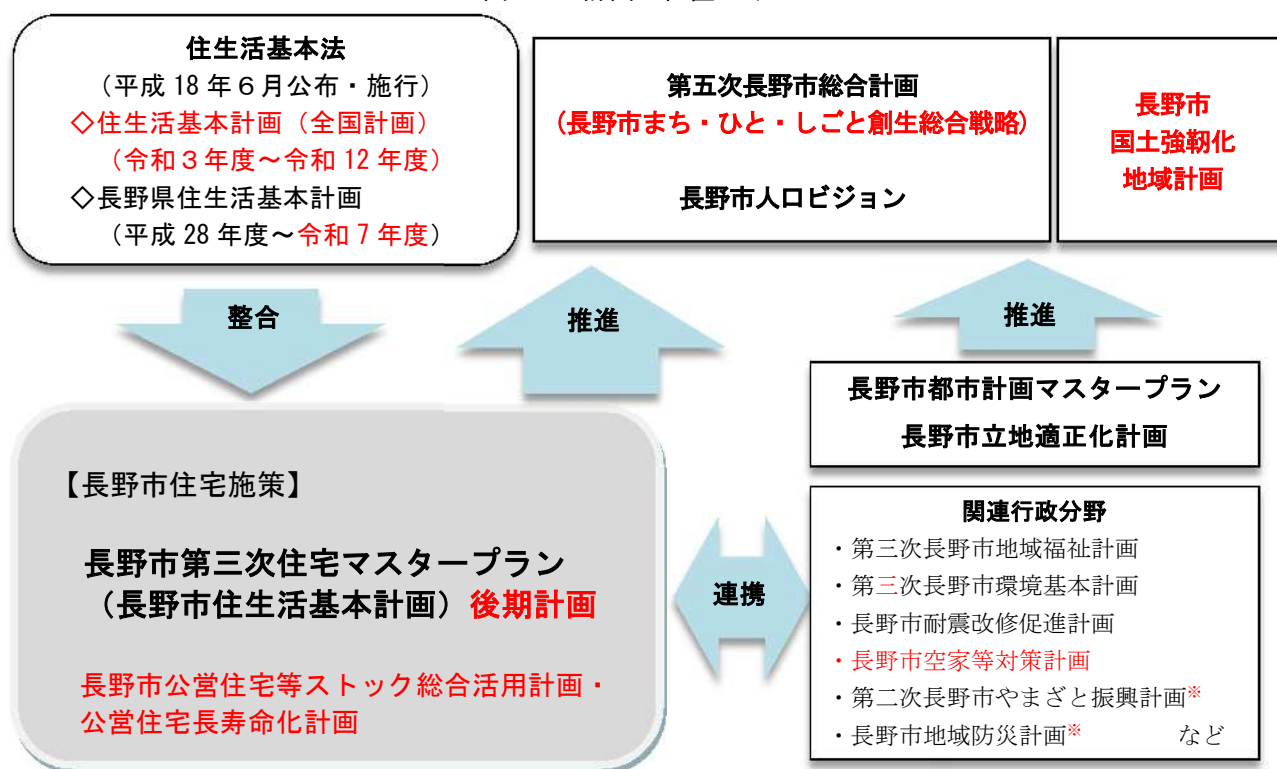 住生活基本法
（平成 18 年６月公布・施行）
◇住生活基本計画（全国計画）
（令和３年度～令和 12 年度）
◇長野県住生活基本計画
（平成 28 年度～令和７年度）
第五次長野市総合計画
（長野市まち・ひと・しごと創生総合戦略）
長野市人口ビジョン
長野市
国土強靭化
地域計画
整合
推進
推進
長野市都市計画マスタープラン
長野市立地適正化計画
【長野市住宅施策】
長野市第三次住宅マスタープラン
（長野市住生活基本計画）後期計画
長野市公営住宅等ストック総合活用計画・
公営住宅長寿命化計画
連携
関連行政分野
・第三次長野市地域福祉計画
・第三次長野市環境基本計画
・長野市耐震改修促進計画
・長野市空家等対策計画
・第二次長野市やまざと振興計画※
・長野市地域防災計画※ など